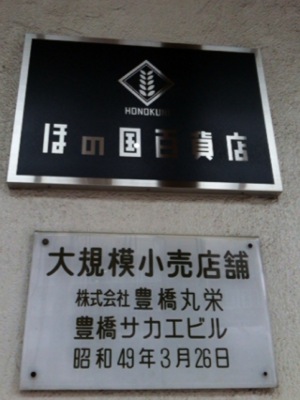 HONOKUNI
ほの国百貨店
大規模小売店舗
株式会社 豊橋丸栄
豊橋サカエビル
昭和49年3月26日